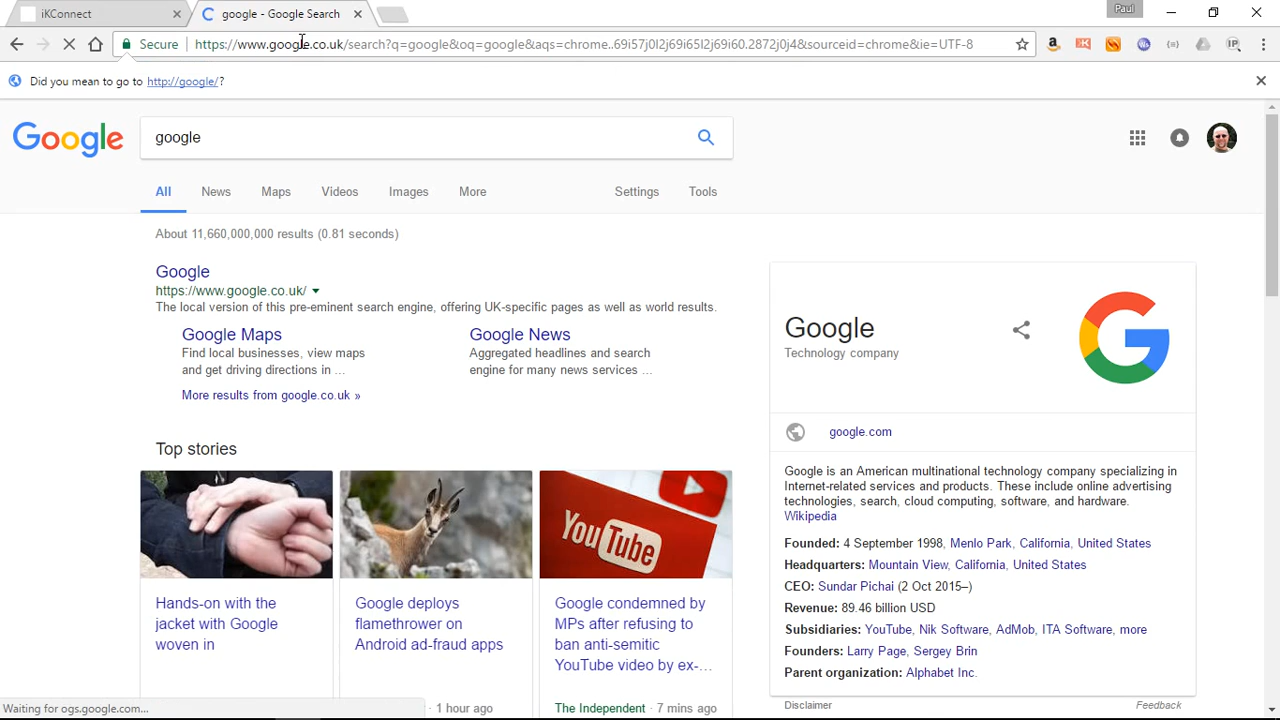 iKConnect
google - Google Search
Paul
Secure
https://www.google.co.uk/search?q=google&oq=google&aqs=chrome..69i57j0l2j69i65l2j69i60.2872j0j4&sourceid=chrome&ie=UTF-8
Did you mean to go to http://google/?
Google
google
All
News
Maps
Videos
Images
More
Settings
Tools
About 11,660,000,000 results (0.81 seconds)
Google
https://www.google.co.uk/
The local version of this pre-eminent search engine, offering UK-specific pages as well as world results.
Google Maps
Find local businesses, view maps
and get driving directions in ...
Google News
Aggregated headlines and search
engine for many news services ...
More results from google.co.uk »
Top stories
YouTube
Hands-on with the
jacket with Google
woven in
Google deploys
flamethrower on
Android ad-fraud apps
1 hour ago
Google condemned by
MPs after refusing to
ban anti-semitic
YouTube video by ex-...
The Independent · 7 mins ago
Google
Technology company
google.com
Google is an American multinational technology company specializing in
Internet-related services and products. These include online advertising
technologies, search, cloud computing, software, and hardware.
Wikipedia
Founded: 4 September 1998, Menlo Park, California, United States
Headquarters: Mountain View, California, United States
CEO: Sundar Pichai (2 Oct 2015–)
Revenue: 89.46 billion USD
Subsidiaries: YouTube, Nik Software, AdMob, ITA Software, more
Founders: Larry Page, Sergey Brin
Parent organization: Alphabet Inc.
Disclaimer
Feedback
Waiting for ogs.google.com...